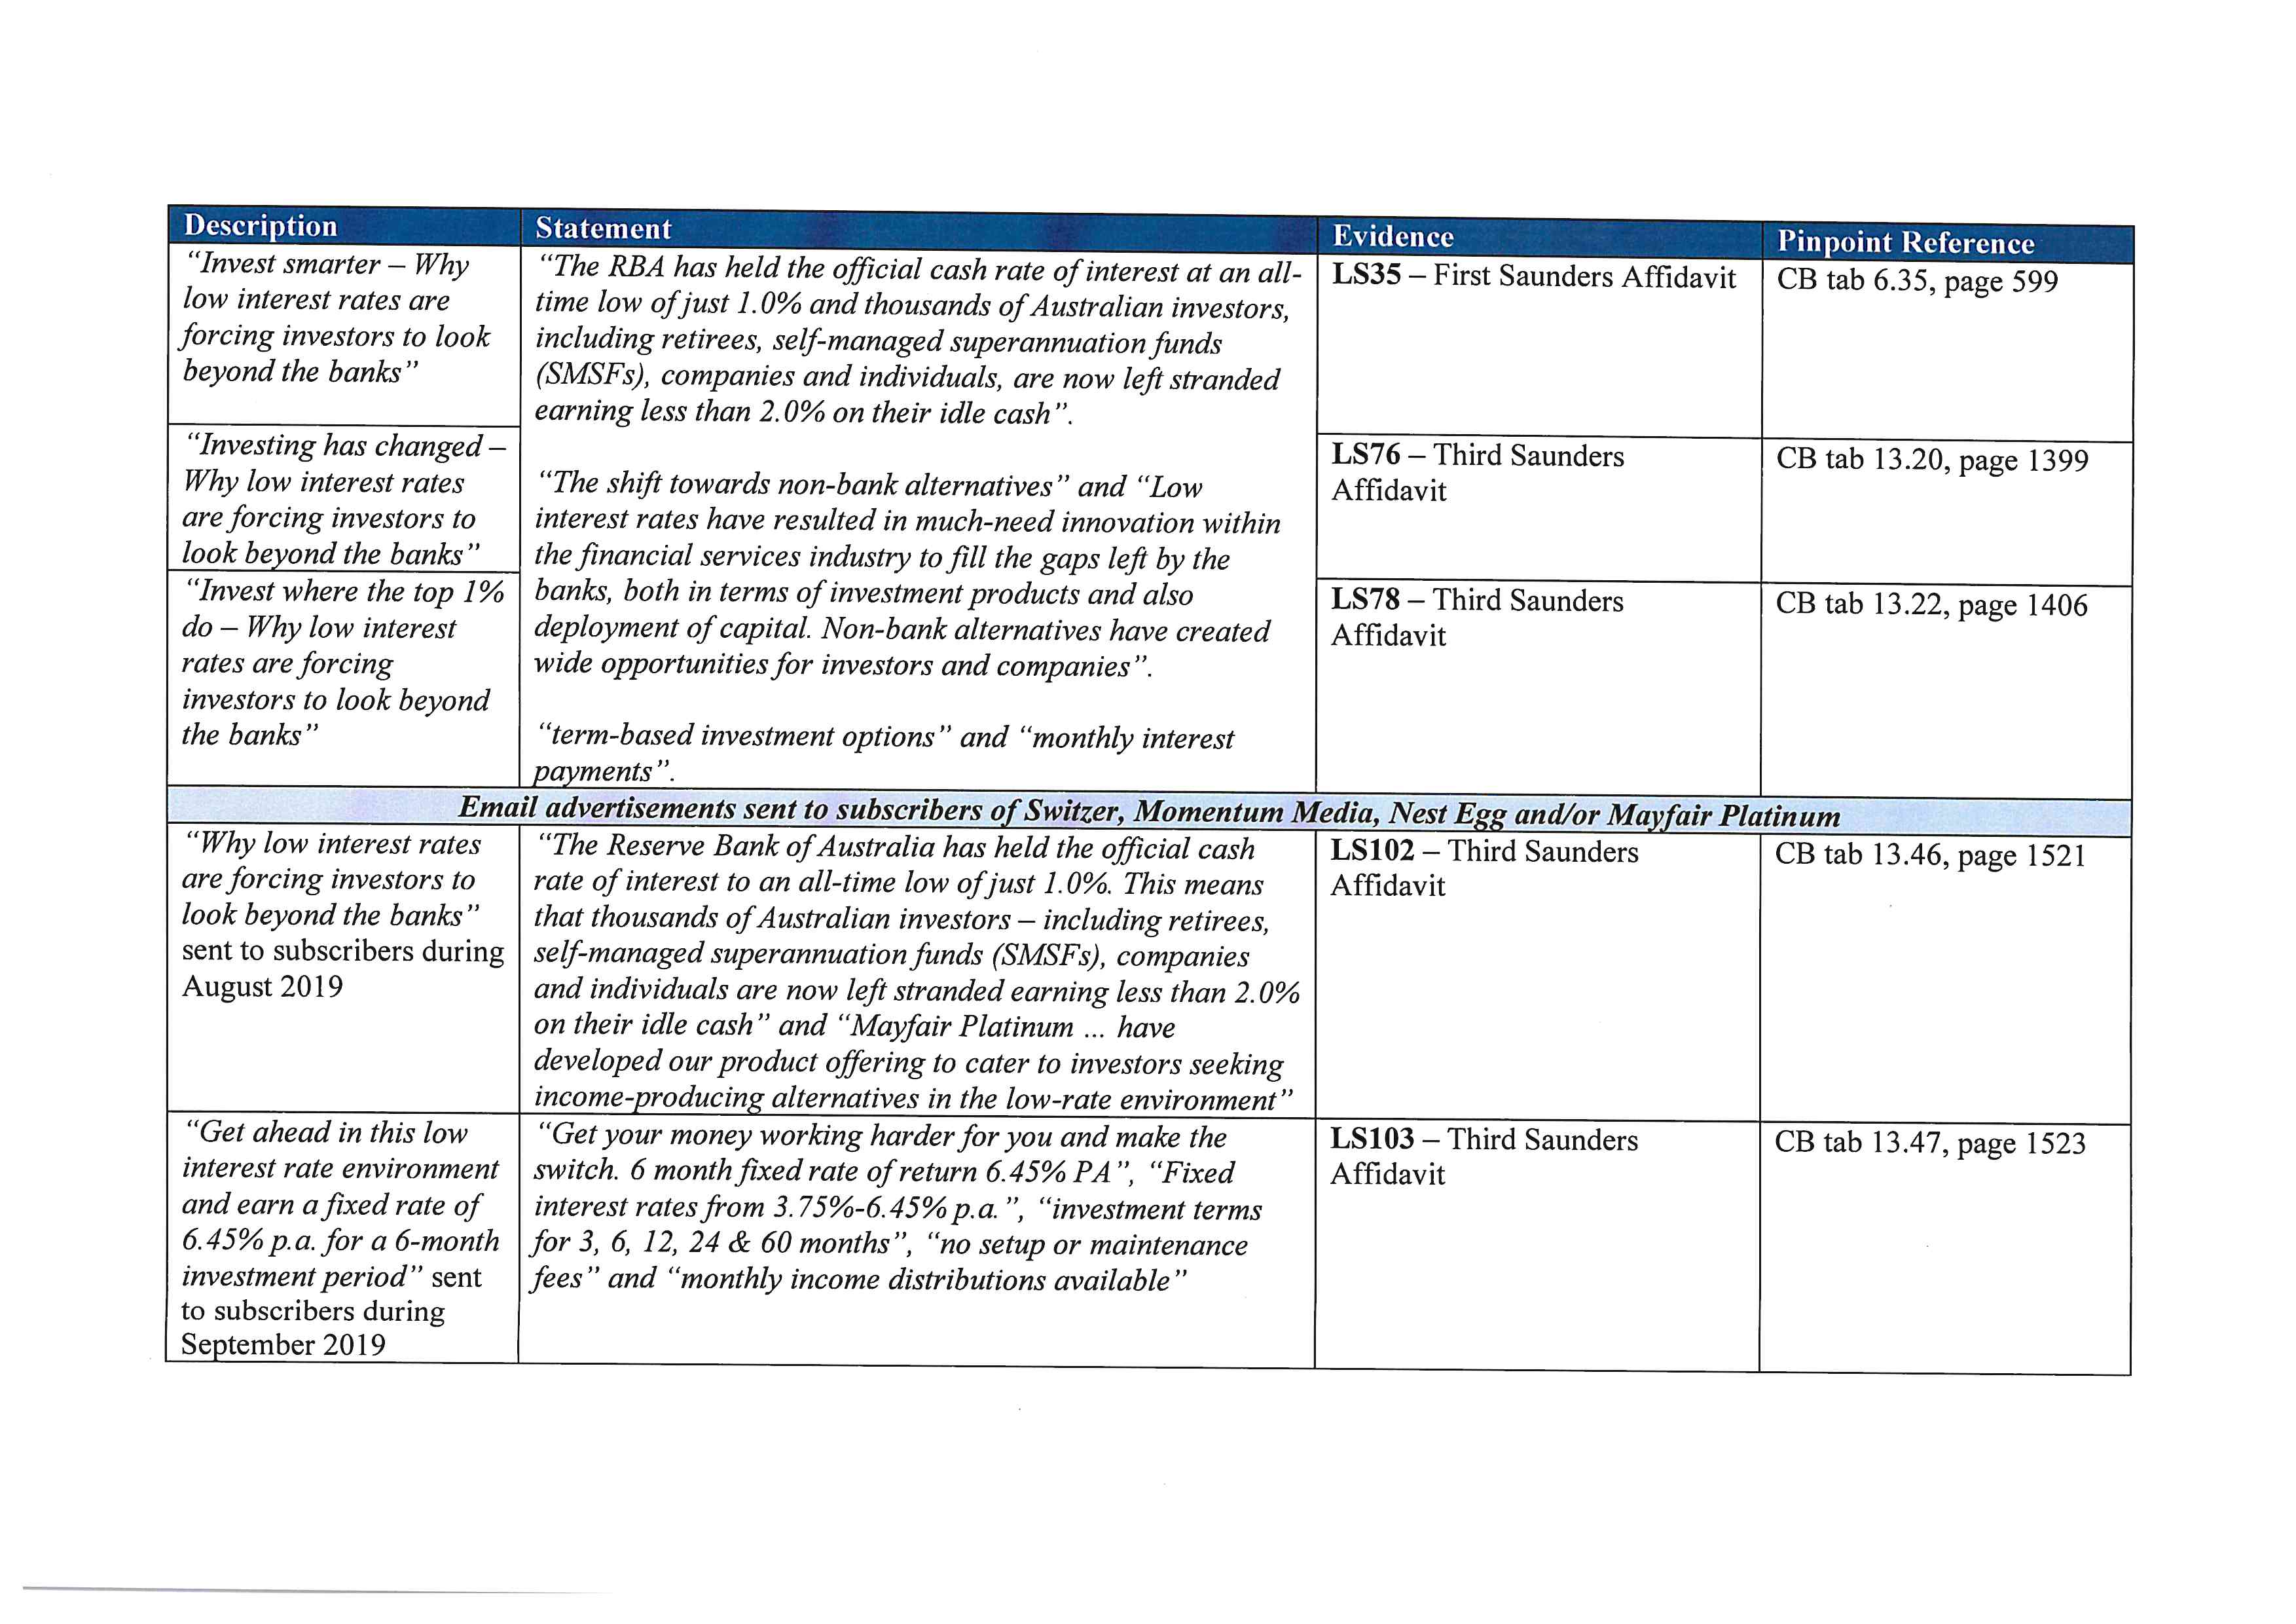 Description
Statement
Evidence
Pinpoint Reference
“Invest smarter – Why
low interest rates are
forcing investors to look
beyond the banks”
“The RBA has held the official cash rate of interest at an all-
time low of just 1.0% and thousands of Australian investors,
including retirees, self-managed superannuation funds
(SMSFs), companies and individuals, are now left stranded
earning less than 2.0% on their idle cash”.
“The shift towards non-bank alternatives” and “Low
interest rates have resulted in much-need innovation within
the financial services industry to fill the gaps left by the
banks, both in terms of investment products and also
deployment of capital. Non-bank alternatives have created
wide opportunities for investors and companies”.
“term-based investment options” and “monthly interest
payments”.
LS35 – First Saunders Affidavit
CB tab 6.35, page 599
“Investing has changed –
Why low interest rates
are forcing investors to
look beyond the banks”
LS76 – Third Saunders
Affidavit
CB tab 13.20, page 1399
“Invest where the top 1%
do – Why low interest
rates are forcing
investors to look beyond
the banks”
LS78 – Third Saunders
Affidavit
CB tab 13.22, page 1406
Email advertisements sent to subscribers of Switzer, Momentum Media, Nest Egg and/or Mayfair Platinum
“Why low interest rates
are forcing investors to
look beyond the banks”
sent to subscribers during
August 2019
“The Reserve Bank of Australia has held the official cash
rate of interest to an all-time low of just 1.0%. This means
that thousands of Australian investors – including retirees,
self-managed superannuation funds (SMSFs), companies
and individuals are now left stranded earning less than 2.0%
on their idle cash” and “Mayfair Platinum ... have
developed our product offering to cater to investors seeking
income-producing alternatives in the low-rate environment”
LS102 – Third Saunders
Affidavit
CB tab 13.46, page 1521
“Get ahead in this low
interest rate environment
and earn a fixed rate of
6.45% p.a. for a 6-month
investment period” sent
to subscribers during
September 2019
“Get your money working harder for you and make the
switch. 6 month fixed rate of return 6.45% PA”, “Fixed
interest rates from 3.75%-6.45% p.a.”, “investment terms
for 3, 6, 12, 24 & 60 months”, “no setup or maintenance
fees” and “monthly income distributions available”
LS103 – Third Saunders
Affidavit
CB tab 13.47, page 1523